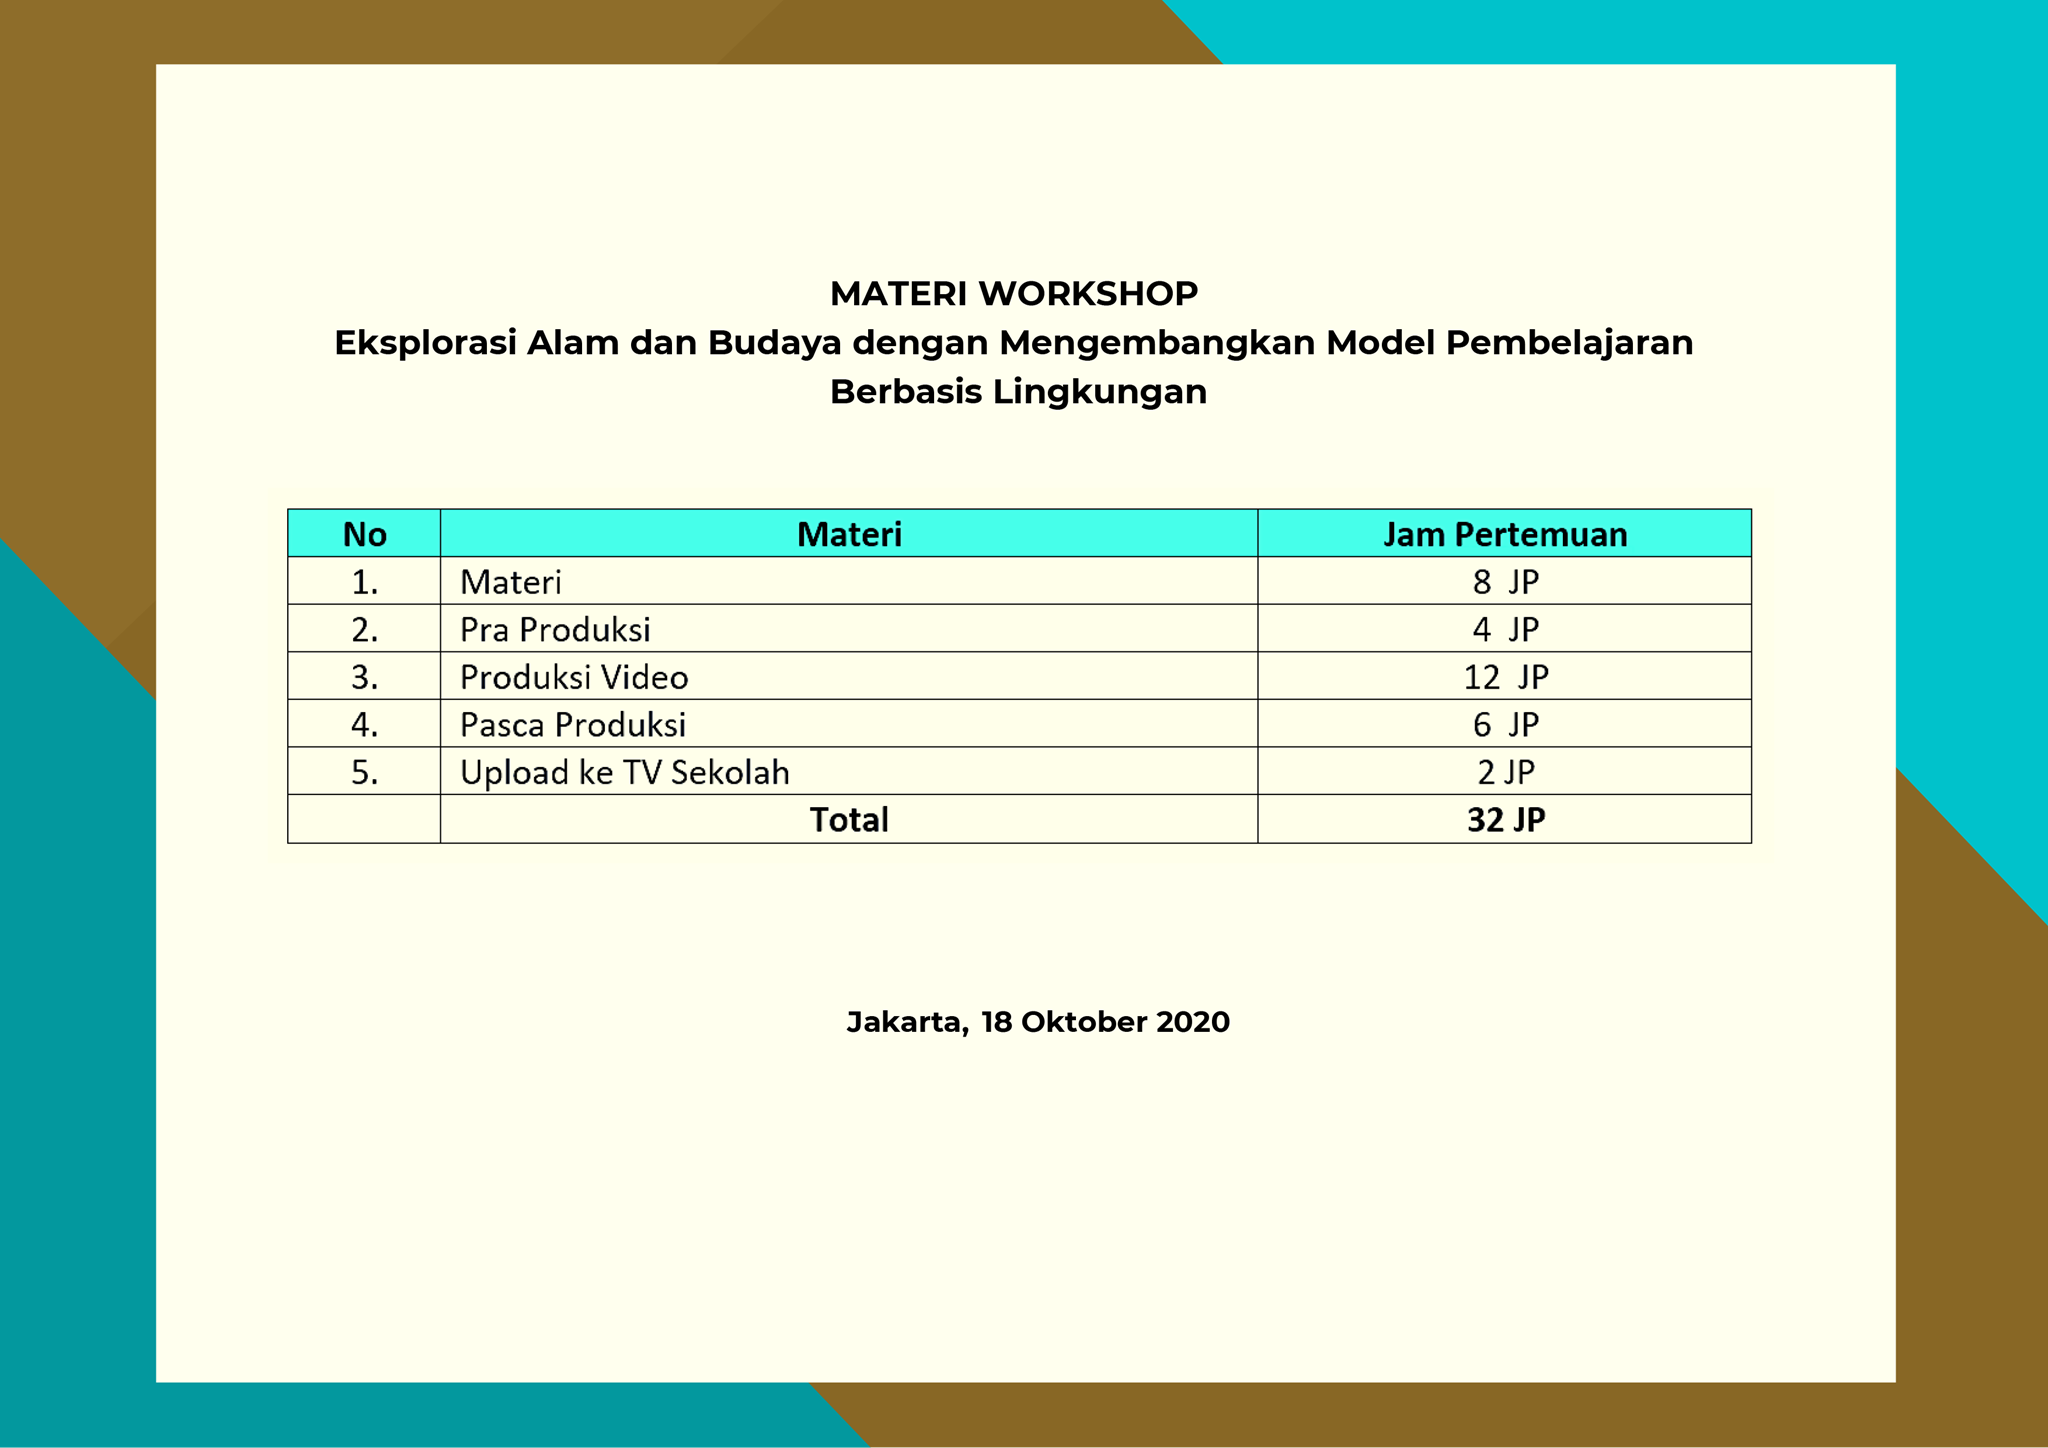 MATERI WORKSHOP
Eksplorasi Alam dan Budaya dengan Mengembangkan Model Pembelajaran
Berbasis Lingkungan
No Materi Jam Pertemuan
1. Materi 8 JP
2. Pra Produksi 4 JP
3. Produksi Video 12 JP
4. Pasca Produksi 6 JP
5. Upload ke TV Sekolah 2 JP
Total 32 JP
Jakarta, 18 Oktober 2020